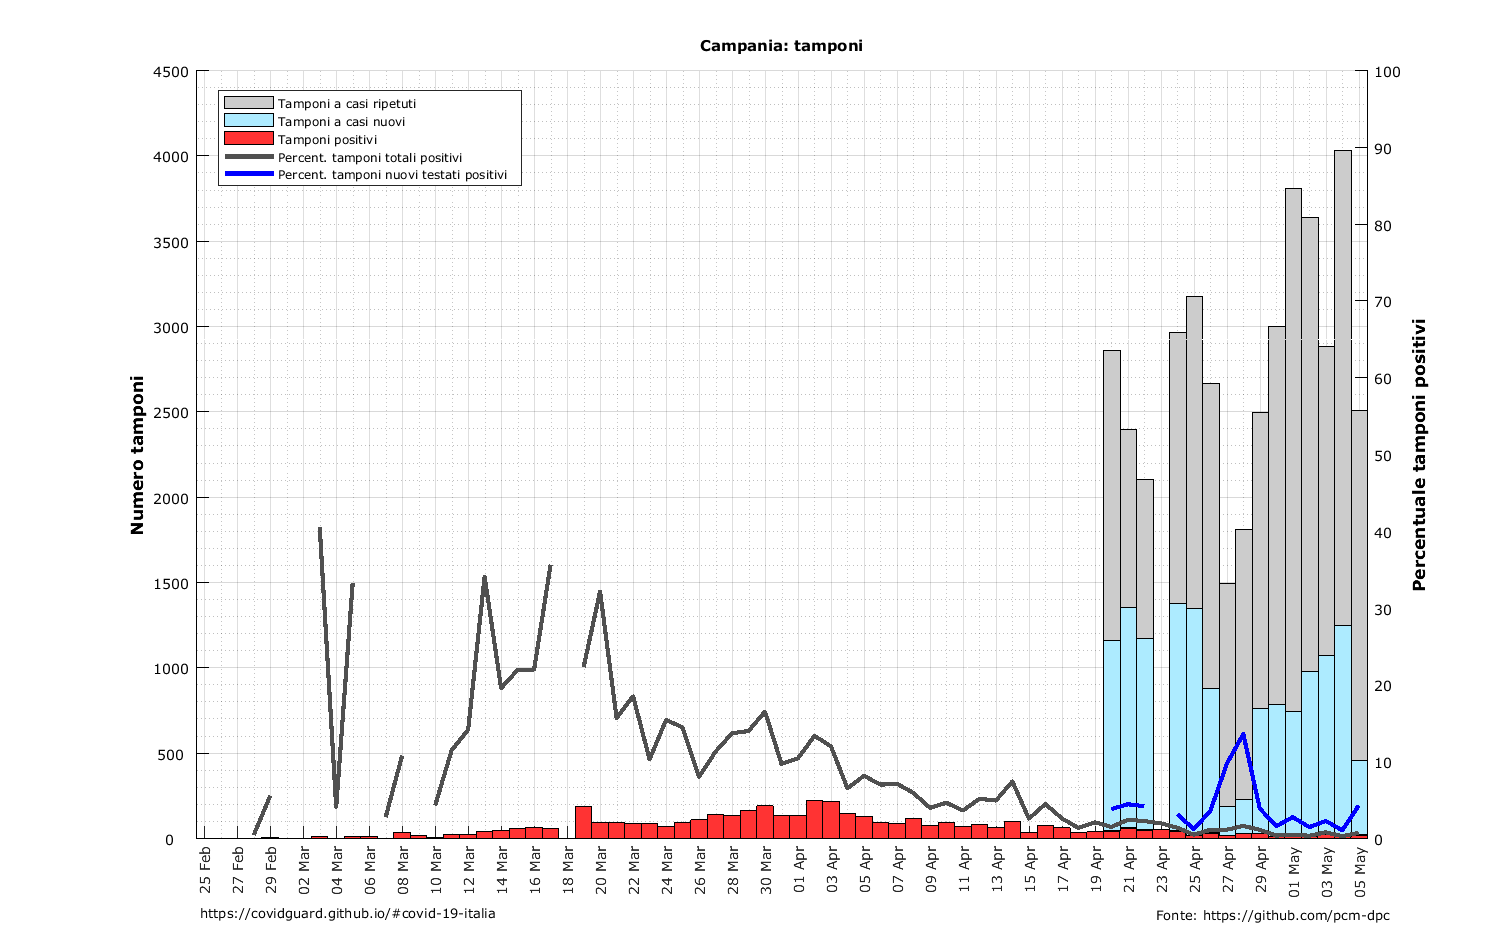 Campania: tamponi
Tamponi a casi ripetuti
Tamponi a casi nuovi
Tamponi positivi
Percent. tamponi totali positivi
Percent. tamponi nuovi testati positivi
Numero tamponi
4500
4000
3500
3000
2500
2000
1500
1000
500
0
Percentuale tamponi positivi
100
90
80
70
60
50
40
30
20
10
0
25 Feb
27 Feb
29 Feb
02 Mar
04 Mar
06 Mar
08 Mar
10 Mar
12 Mar
14 Mar
16 Mar
18 Mar
20 Mar
22 Mar
24 Mar
26 Mar
28 Mar
30 Mar
01 Apr
03 Apr
05 Apr
07 Apr
09 Apr
11 Apr
13 Apr
15 Apr
17 Apr
19 Apr
21 Apr
23 Apr
25 Apr
27 Apr
29 Apr
01 May
03 May
05 May
https://covidguard.github.io/#covid-19-italia
Fonte: https://github.com/pcm-dpc